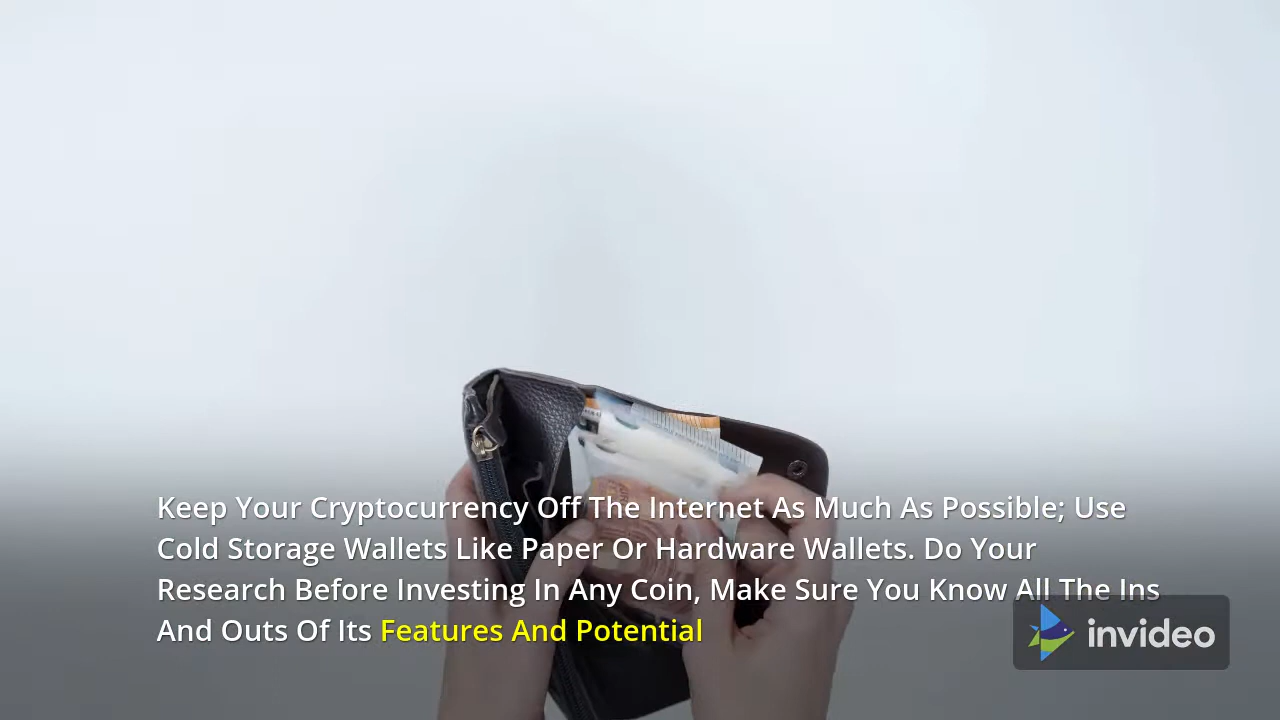 Keep Your Cryptocurrency Off The Internet As Much As Possible; Use
Cold Storage Wallets Like Paper Or Hardware Wallets. Do Your
Research Before Investing In Any Coin, Make Sure You Know All The Ins
And Outs Of Its Features And Potential
invideo